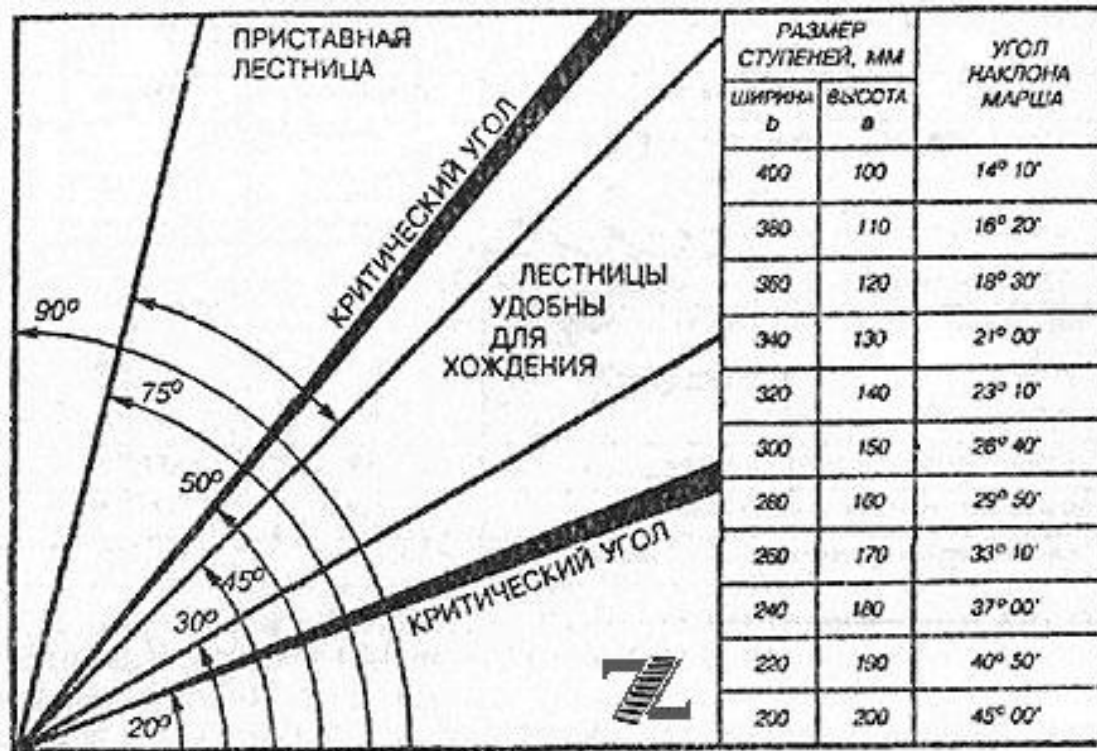 ПРИСТАВНАЯ
ЛЕСТНИЦА
КРИТИЧЕСКИЙ УГОЛ
ЛЕСТНИЦЫ
УДОБНЫ
ДЛЯ
ХОЖДЕНИЯ
КРИТИЧЕСКИЙ УГОЛ
90°
75°
50°
45°
30°
20°
РАЗМЕР
СТУПЕНЕЙ, ММ
УГОЛ
НАКЛОНА
МАРША
ШИРИНА ВЫСОТА
b a
400 100 14° 10'
380 110 16° 20'
360 120 18° 30'
340 130 21° 00'
320 140 23° 10'
300 150 26° 40'
280 160 29° 50'
260 170 33° 10'
240 180 37° 00'
220 190 40° 50'
200 200 45° 00'